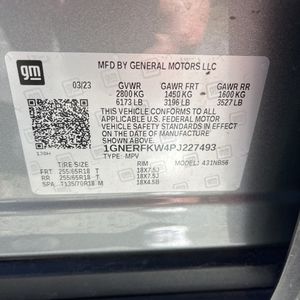 gm
MFD BY GENERAL MOTORS LLC
03/23 GVWR GAWR FRT GAWR RR
2800 KG 1450 KG 1600 KG
6173 LB 3196 LB 3527 LB
THIS VEHICLE CONFORMS TO ALL APPLICABLE
U.S. FEDERAL MOTOR VEHICLE SAFETY
STANDARDS IN EFFECT ON THE
DATE OF MANUFACTURE SHOWN ABOVE.
1GNERFKW4PJ227493
TYPE: MPV
TIRE SIZE RIM MODEL: 431NB56
FRT 255/65R18 T 18X7.5J
RR 255/65R18 T 18X7.5J
SPA T135/70R18 M 18X4.5B